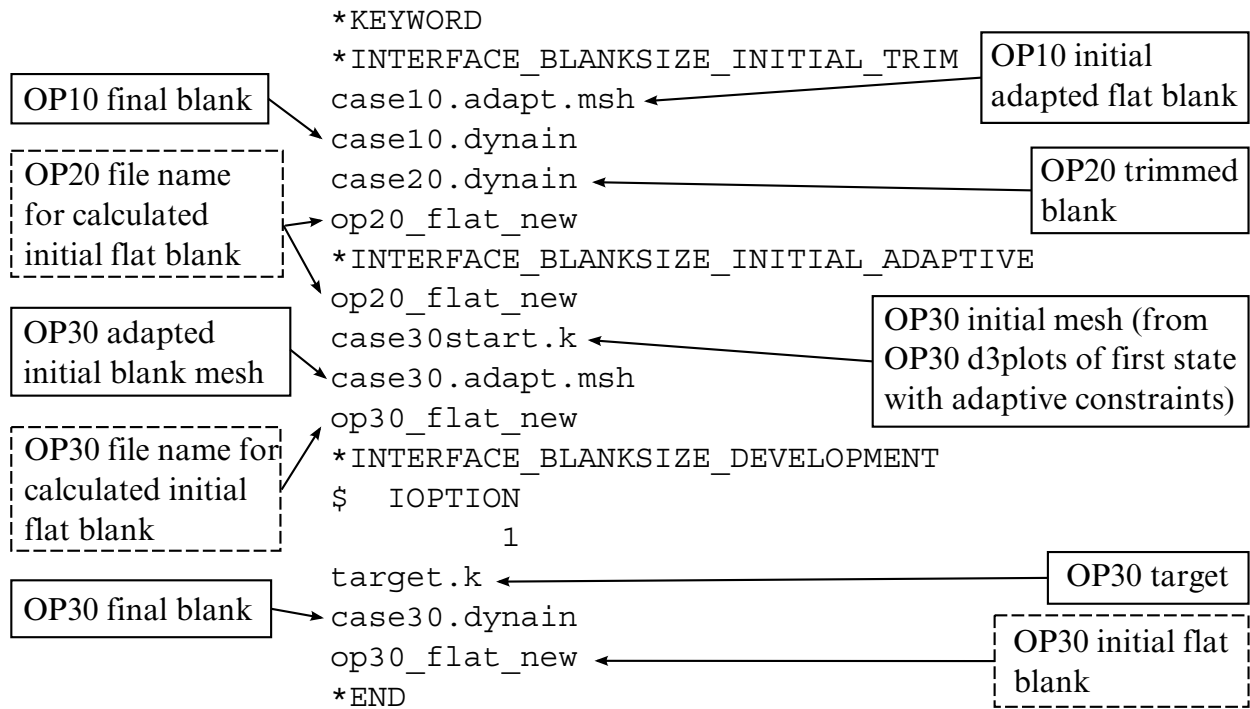 *KEYWORD
*INTERFACE_BLANKSIZE_INITIAL_TRIM
OP10 initial
adapted flat blank
OP10 final blank
case10.adapt.msh
case10.dynain
OP20 file name
for calculated
initial flat blank
case20.dynain
OP20 trimmed
blank
op20_flat_new
*INTERFACE_BLANKSIZE_INITIAL_ADAPTIVE
op20_flat_new
OP30 adapted
initial blank mesh
case30start.k
OP30 initial mesh (from
OP30 d3plots of first state
with adaptive constraints)
case30.adapt.msh
op30_flat_new
OP30 file name for
calculated initial
flat blank
*INTERFACE_BLANKSIZE_DEVELOPMENT
$  IOPTION
1
target.k
OP30 target
OP30 final blank
case30.dynain
op30_flat_new
OP30 initial flat
blank
*END